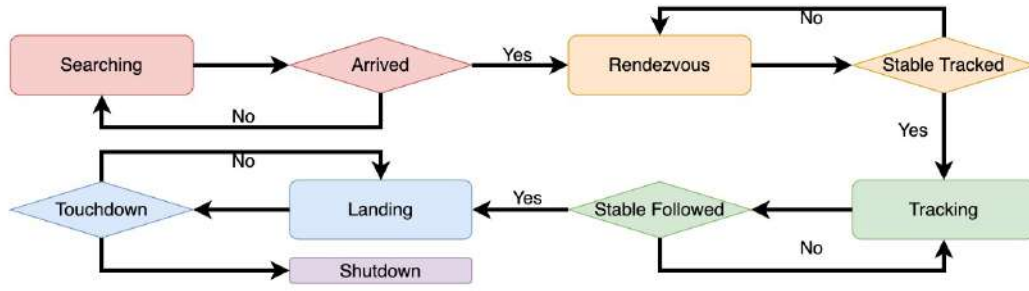 No
Searching
Arrived
Yes
Rendezvous
Stable Tracked
No
Yes
No
Touchdown
Landing
Yes
Stable Followed
Tracking
No
Shutdown